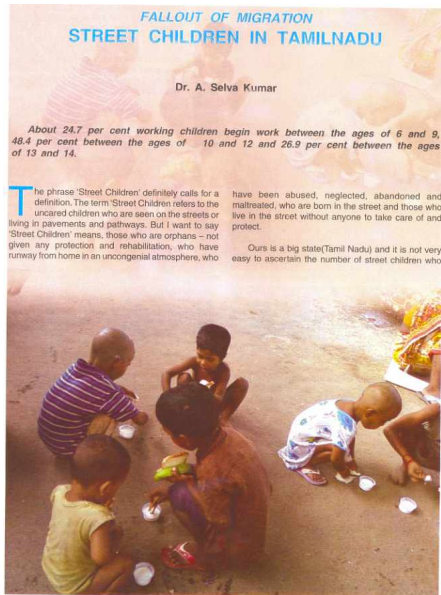 FALLOUT OF MIGRATION
STREET CHILDREN IN TAMILNADU
Dr. A. Selva Kumar
About 24.7 per cent working children begin work between the ages of 6 and 9,
48.4 per cent between the ages of 10 and 12 and 26.9 per cent between the ages
of 13 and 14.
The phrase 'Street Children' definitely calls for a
definition. The term 'Street Children refers to the
uncared children who are seen on the streets or
living in pavements and pathways. But I want to say
'Street Children' means, those who are orphans – not
given any protection and rehabilitation, who have
runway from home in an uncongenial atmosphere, who
have been abused, neglected, abandoned and
maltreated, who are born in the street and those who
live in the street without anyone to take care of and
protect.
Ours is a big state(Tamil Nadu) and it is not very
easy to ascertain the number of street children who